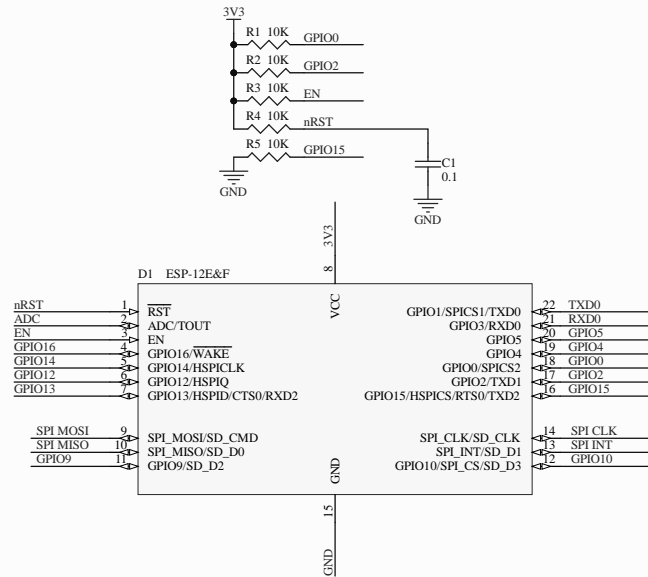 3V3
R1 10K GPIO0
R2 10K GPIO2
R3 10K EN
R4 10K nRST
R5 10K GPIO15
GND
C1
0.1
GND
3V3
8
D1 ESP-12E&F
VCC
nRST 1 RST
ADC 2 ADC/TOUT
EN 3 EN
GPIO16 4 GPIO16/WAKE
GPIO14 5 GPIO14/HSPICLK
GPIO12 6 GPIO12/HSPIQ
GPIO13 7 GPIO13/HSPID/CTS0/RXD2
GPIO1/SPICS1/TXD0 22 TXD0
GPIO3/RXD0 21 RXD0
GPIO5 20 GPIO5
GPIO4 19 GPIO4
GPIO0/SPICS2 18 GPIO0
GPIO2/TXD1 17 GPIO2
GPIO15/HSPICS/RTS0/TXD2 16 GPIO15
SPI MOSI 9 SPI_MOSI/SD_CMD
SPI MISO 10 SPI_MISO/SD_D0
GPIO9 11 GPIO9/SD_D2
SPI_CLK/SD_CLK 14 SPI CLK
SPI_INT/SD_D1 13 SPI INT
GPIO10/SPI_CS/SD_D3 12 GPIO10
GND
15
GND